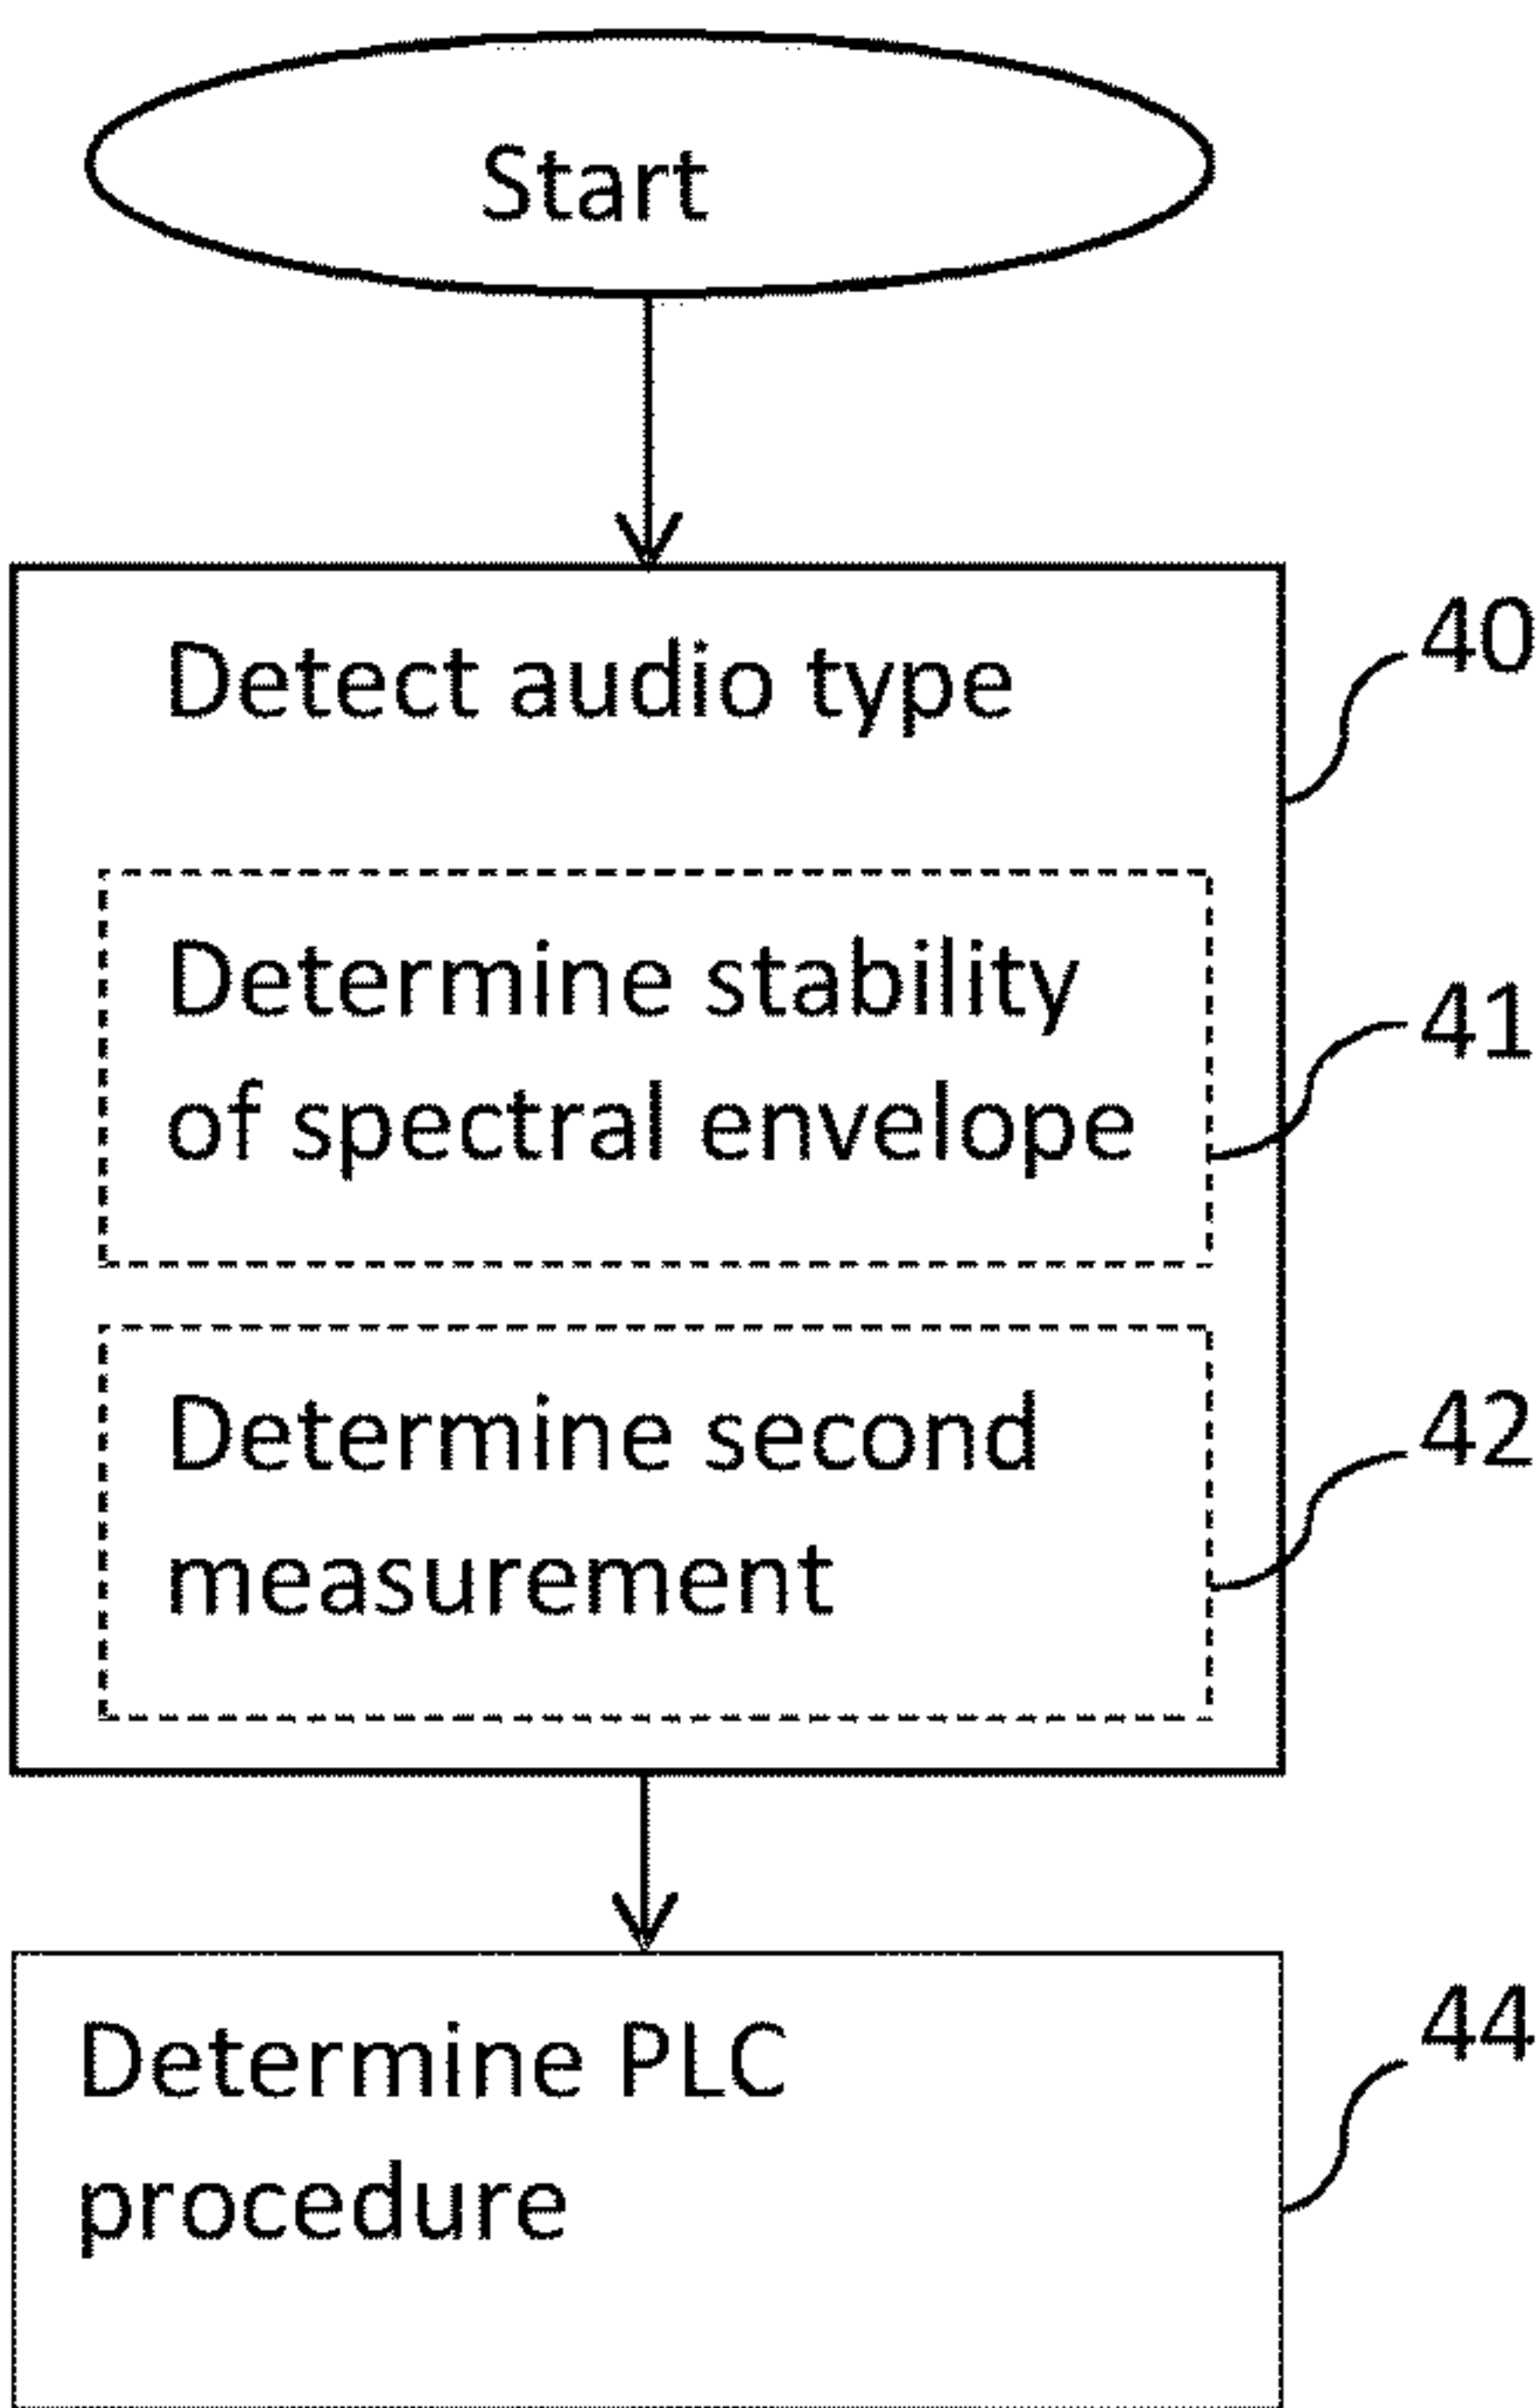 Start
Detect audio type
40
Determine stability
of spectral envelope
41
Determine second
measurement
42
Determine PLC
procedure
44